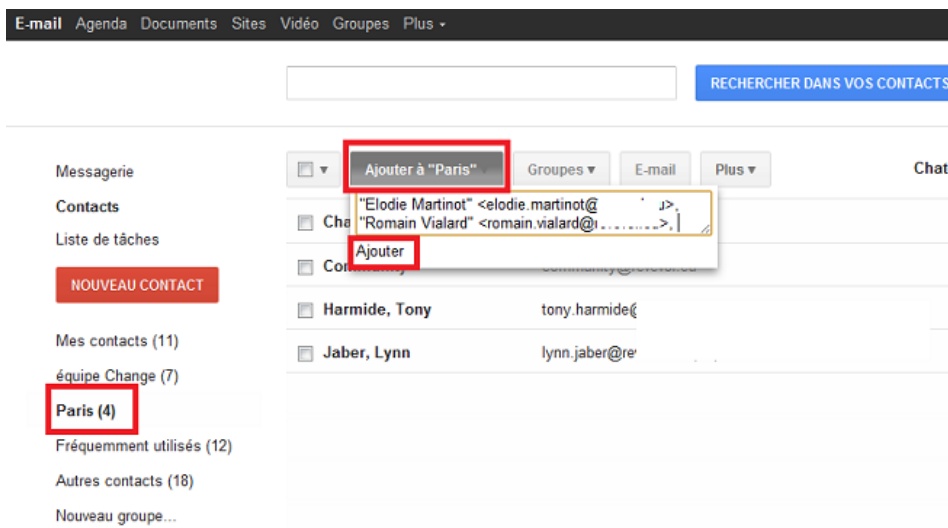 E-mail Agenda Documents Sites Vidéo Groupes Plus
RECHERCHER DANS VOS CONTACTS
Messagerie
Contacts
Liste de tâches
NOUVEAU CONTACT
Mes contacts (11)
équipe Change (7)
Paris (4)
Fréquemment utilisés (12)
Autres contacts (18)
Nouveau groupe...
Ajouter à "Paris" Groupes E-mail Plus Chat
"Elodie Martinot" <elodie.martinot@
"Romain Vialard" <romain.vialard@
Ajouter
Harmide, Tony tony.harmide@
Jaber, Lynn lynn.jaber@re